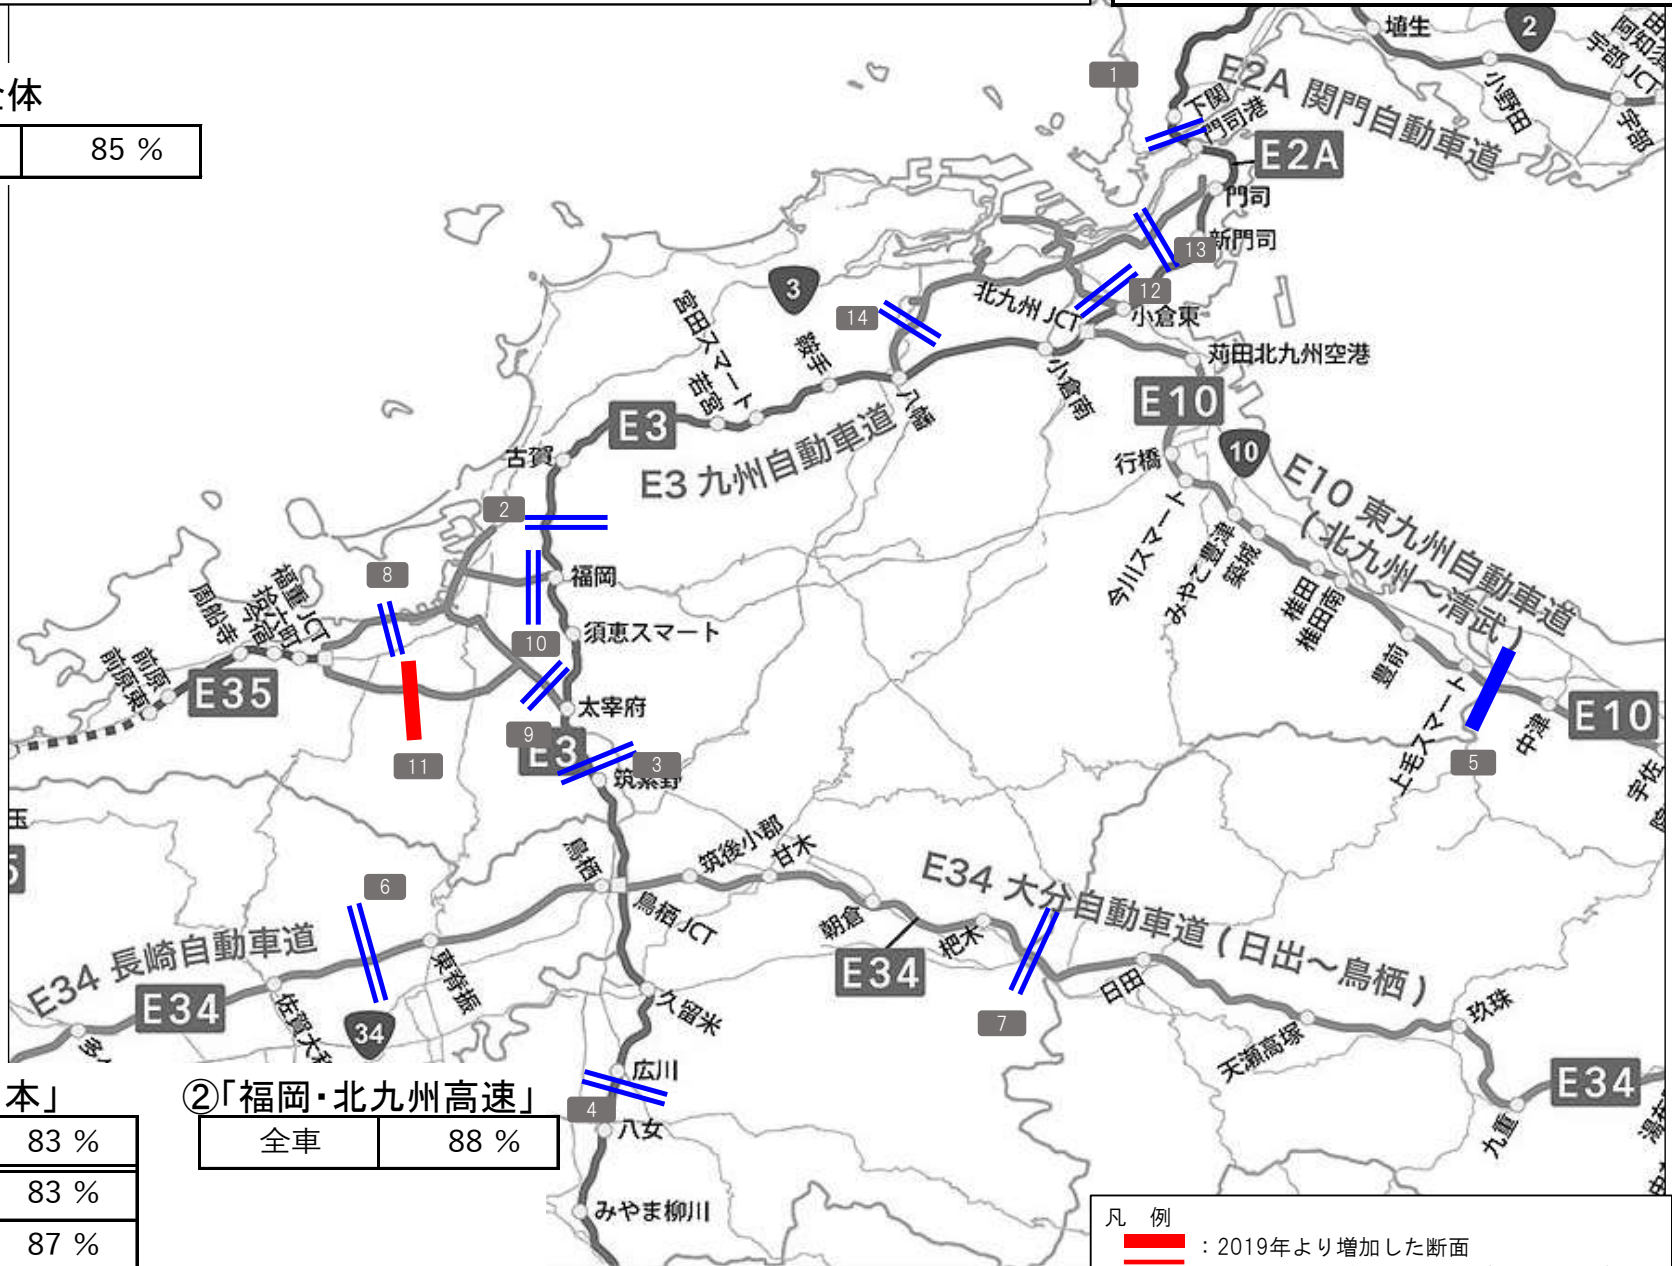 体
85 %
1
2
埴生
宇部 JCT
小野田
宇部
E2A 関門自動車道
下関
門司港
E2A
門司
新門司
13
3
12
北九州 JCT
小倉東
14
宮田スマート
鞍手
若宮
小倉南
苅田北九州空港
八幡
E10
E3
10
古賀
E3 九州自動車道
行橋
E10 東九州自動車道
(北九州～清武)
2
今川スマート
みやこ豊津
築城
椎田
椎田南
豊前
上毛スマート
中津
E10
宇佐
5
8
福岡
福重 JCT
拾六町
今宿
周船寺
前原
前原東
E35
10
須恵スマート
太宰府
9
E3
3
筑紫野
11
玉
鳥栖
筑後小郡
甘木
鳥栖 JCT
6
E34 大分自動車道 ( 日出～鳥栖 )
朝倉
杷木
E34
日田
7
天瀬高塚
玖珠
九重
E34
E34 長崎自動車道
E34
東脊振
34
久留米
広川
4
八女
みやま柳川
本」
83 %
83 %
87 %
②「福岡・北九州高速」
全車 88 %
凡 例
：2019年より増加した断面